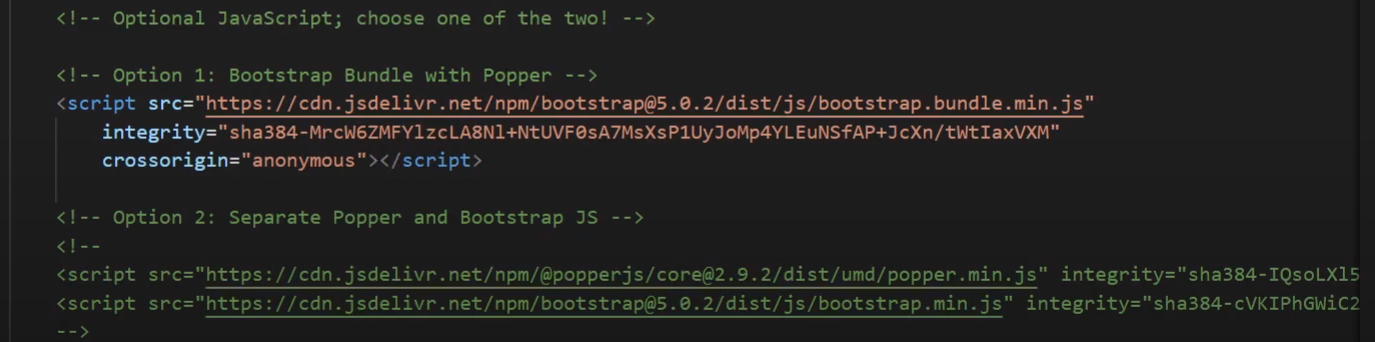 <!-- Optional JavaScript; choose one of the two! -->
<!-- Option 1: Bootstrap Bundle with Popper -->
<script src="https://cdn.jsdelivr.net/npm/bootstrap@5.0.2/dist/js/bootstrap.bundle.min.js"
integrity="sha384-MrcW6ZMFYlzcLA8Nl+NtUVF0sA7MsXsP1UyJoMp4YLEuNSfAP+JcXn/tWtIaxVXM"
crossorigin="anonymous"></script>
<!-- Option 2: Separate Popper and Bootstrap JS -->
<!--
<script src="https://cdn.jsdelivr.net/npm/@popperjs/core@2.9.2/dist/umd/popper.min.js" integrity="sha384-IQsoLXl5
<script src="https://cdn.jsdelivr.net/npm/bootstrap@5.0.2/dist/js/bootstrap.min.js" integrity="sha384-cVKIPhGWiC2
-->